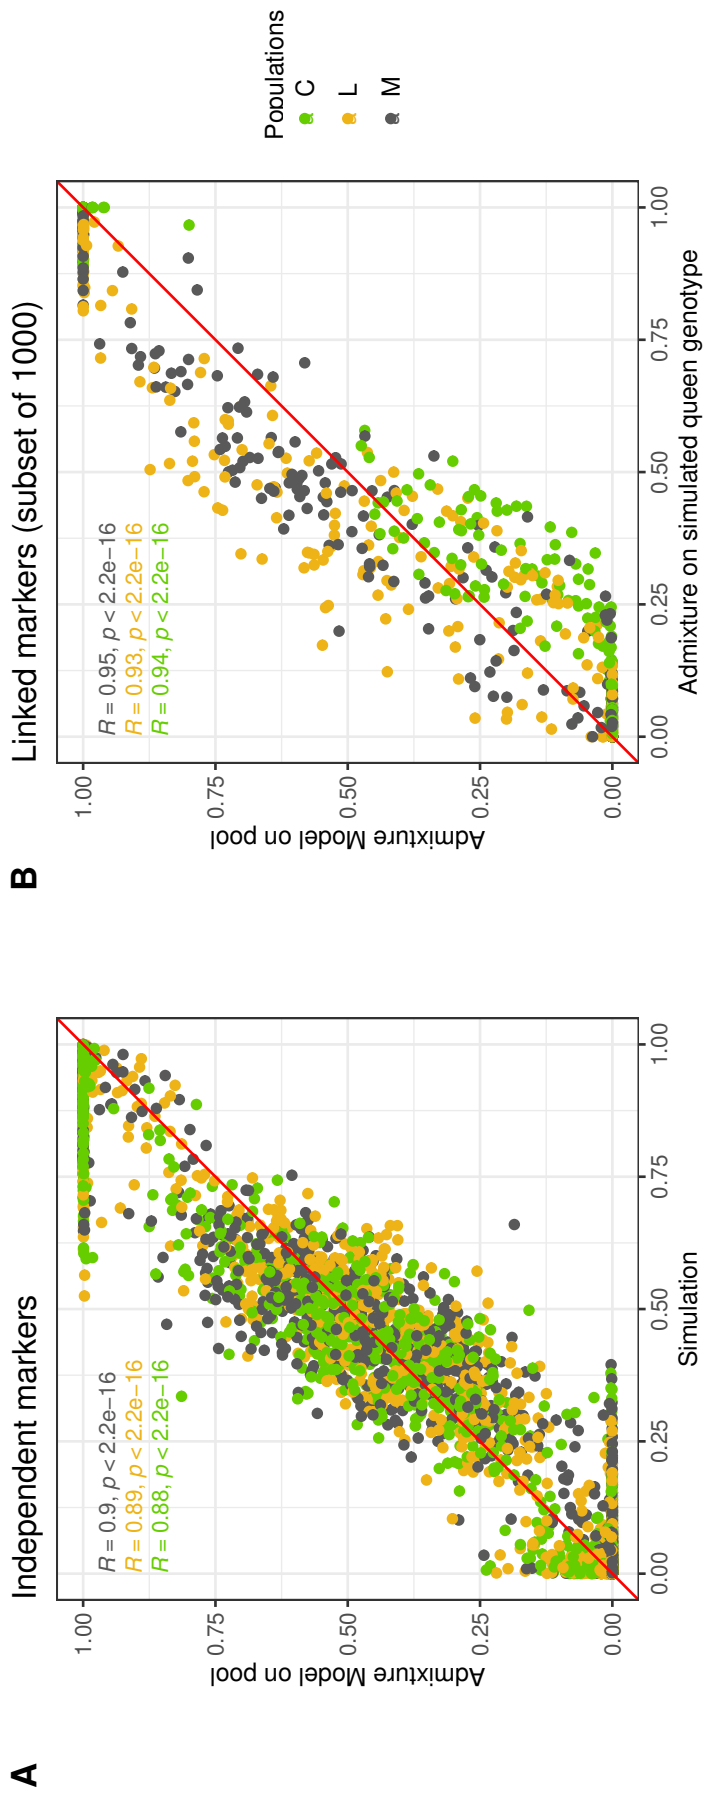 A
Independent markers
R = 0.9, p < 2.2e−16
R = 0.89, p < 2.2e−16
R = 0.88, p < 2.2e−16
Admixture Model on pool
1.00
0.75
0.50
0.25
0.00
0.00
0.25
0.50
0.75
1.00
Simulation
B
Linked markers (subset of 1000)
R = 0.95, p < 2.2e−16
R = 0.93, p < 2.2e−16
R = 0.94, p < 2.2e−16
Admixture Model on pool
1.00
0.75
0.50
0.25
0.00
0.00
0.25
0.50
0.75
1.00
Admixture on simulated queen genotype
Populations
C
L
M